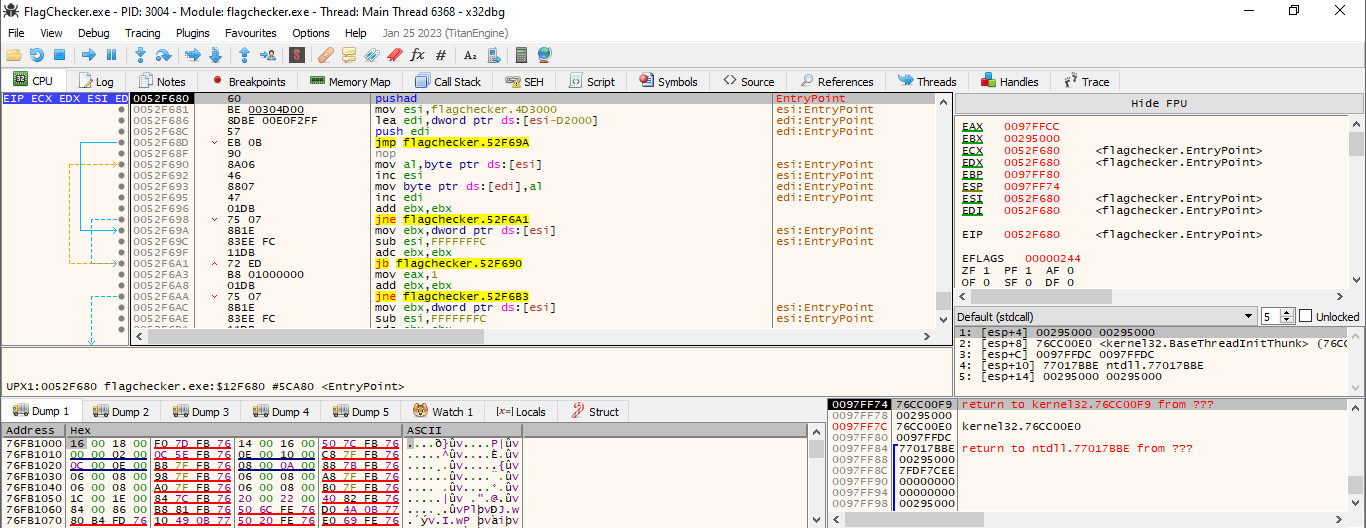 FlagChecker.exe - PID: 3004 - Module: flagchecker.exe - Thread: Main Thread 6368 - x32dbg
File View Debug Tracing Plugins Favourites Options Help Jan 25 2023 (TitanEngine)
CPU Log Notes Breakpoints Memory Map Call Stack SEH Script Symbols Source References Threads Handles Trace
EIP ECX EDX ESI ED
0052F680 60 pushad EntryPoint
0052F681 BE 00304D00 mov esi,flagchecker.4D3000 esi:EntryPoint
0052F686 8DBE 00E0F2FF lea edi,dword ptr ds:[esi-D2000] edi:EntryPoint
0052F68C 57 push edi edi:EntryPoint
0052F68D EB 0B jmp flagchecker.52F69A
0052F68F 90 nop
0052F690 8A06 mov al,byte ptr ds:[esi] esi:EntryPoint
0052F692 46 inc esi esi:EntryPoint
0052F693 8807 mov byte ptr ds:[edi],al edi:EntryPoint
0052F695 47 inc edi edi:EntryPoint
0052F696 01DB add ebx,ebx
0052F698 75 07 jne flagchecker.52F6A1
0052F69A 8B1E mov ebx,dword ptr ds:[esi] esi:EntryPoint
0052F69C 83EE FC sub esi,FFFFFFFC esi:EntryPoint
0052F69F 11DB adc ebx,ebx
0052F6A1 72 ED jb flagchecker.52F690
0052F6A3 B8 01000000 mov eax,1
0052F6A8 01DB add ebx,ebx
0052F6AA 75 07 jne flagchecker.52F6B3
0052F6AC 8B1E mov ebx,dword ptr ds:[esi] esi:EntryPoint
0052F6AE 83EE FC sub esi,FFFFFFFC esi:EntryPoint
UPX1:0052F680 flagchecker.exe:$12F680 #5CA80 <EntryPoint>
Hide FPU
EAX 0097FFCC
EBX 00295000
ECX 0052F680 <flagchecker.EntryPoint>
EDX 0052F680 <flagchecker.EntryPoint>
EBP 0097FF80
ESP 0097FF74
ESI 0052F680 <flagchecker.EntryPoint>
EDI 0052F680 <flagchecker.EntryPoint>
EIP 0052F680 <flagchecker.EntryPoint>
EFLAGS 00000244
ZF 1 PF 1 AF 0
OF 0 SF 0 DF 0
Default (stdcall) 5 Unlocked
1: [esp+4] 00295000 00295000
2: [esp+8] 76CC00E0 <kernel32.BaseThreadInitThunk> (76CC
3: [esp+C] 0097FFDC 0097FFDC
4: [esp+10] 77017BBE ntdll.77017BBE
5: [esp+14] 00295000 00295000
Dump 1 Dump 2 Dump 3 Dump 4 Dump 5 Watch 1 [x=] Locals Struct
Address Hex ASCII
76FB1000 16 00 18 00 F0 7D FB 76 14 00 16 00 50 7C FB 76 ....ð}ûv....P|ûv
76FB1010 00 00 02 00 0C 5E FB 76 0E 00 10 00 C8 7F FB 76
76FB1020 0C 00 0E 00 08 7F FB 76 08 00 0A 00 88 7B FB 76
76FB1030 06 00 08 00 98 7F FB 76 06 00 08 00 A8 7F FB 76
76FB1040 06 00 08 00 A0 7F FB 76 06 00 08 00 B0 7F FB 76
76FB1050 1C 00 1E 00 84 7C FB 76 20 00 22 00 40 82 FB 76
76FB1060 84 00 86 00 B8 81 FB 76 50 6C FE 76 D0 4A 0B 77
76FB1070 80 B4 FD 76 10 49 0B 77 50 20 FE 76 E0 69 FE 76
0097FF74 76CC00F9 return to kernel32.76CC00F9 from ???
0097FF78 00295000
0097FF7C 76CC00E0 kernel32.76CC00E0
0097FF80 0097FFDC
0097FF84 77017BBE return to ntdll.77017BBE from ???
0097FF88 00295000
0097FF8C 7FDF7CEE
0097FF90 00000000
0097FF94 00000000
0097FF98 00295000